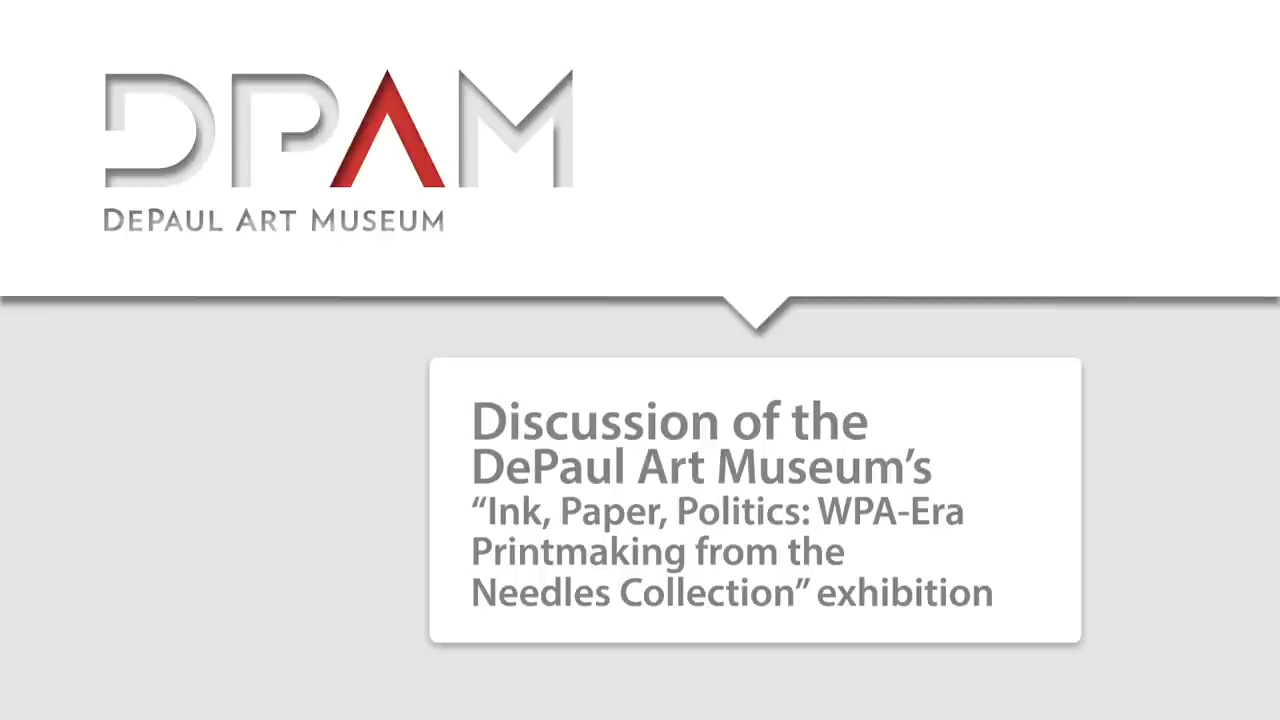 DPAM
DEPAUL ART MUSEUM
Discussion of the
DePaul Art Museum’s
“Ink, Paper, Politics: WPA-Era
Printmaking from the
Needles Collection” exhibition